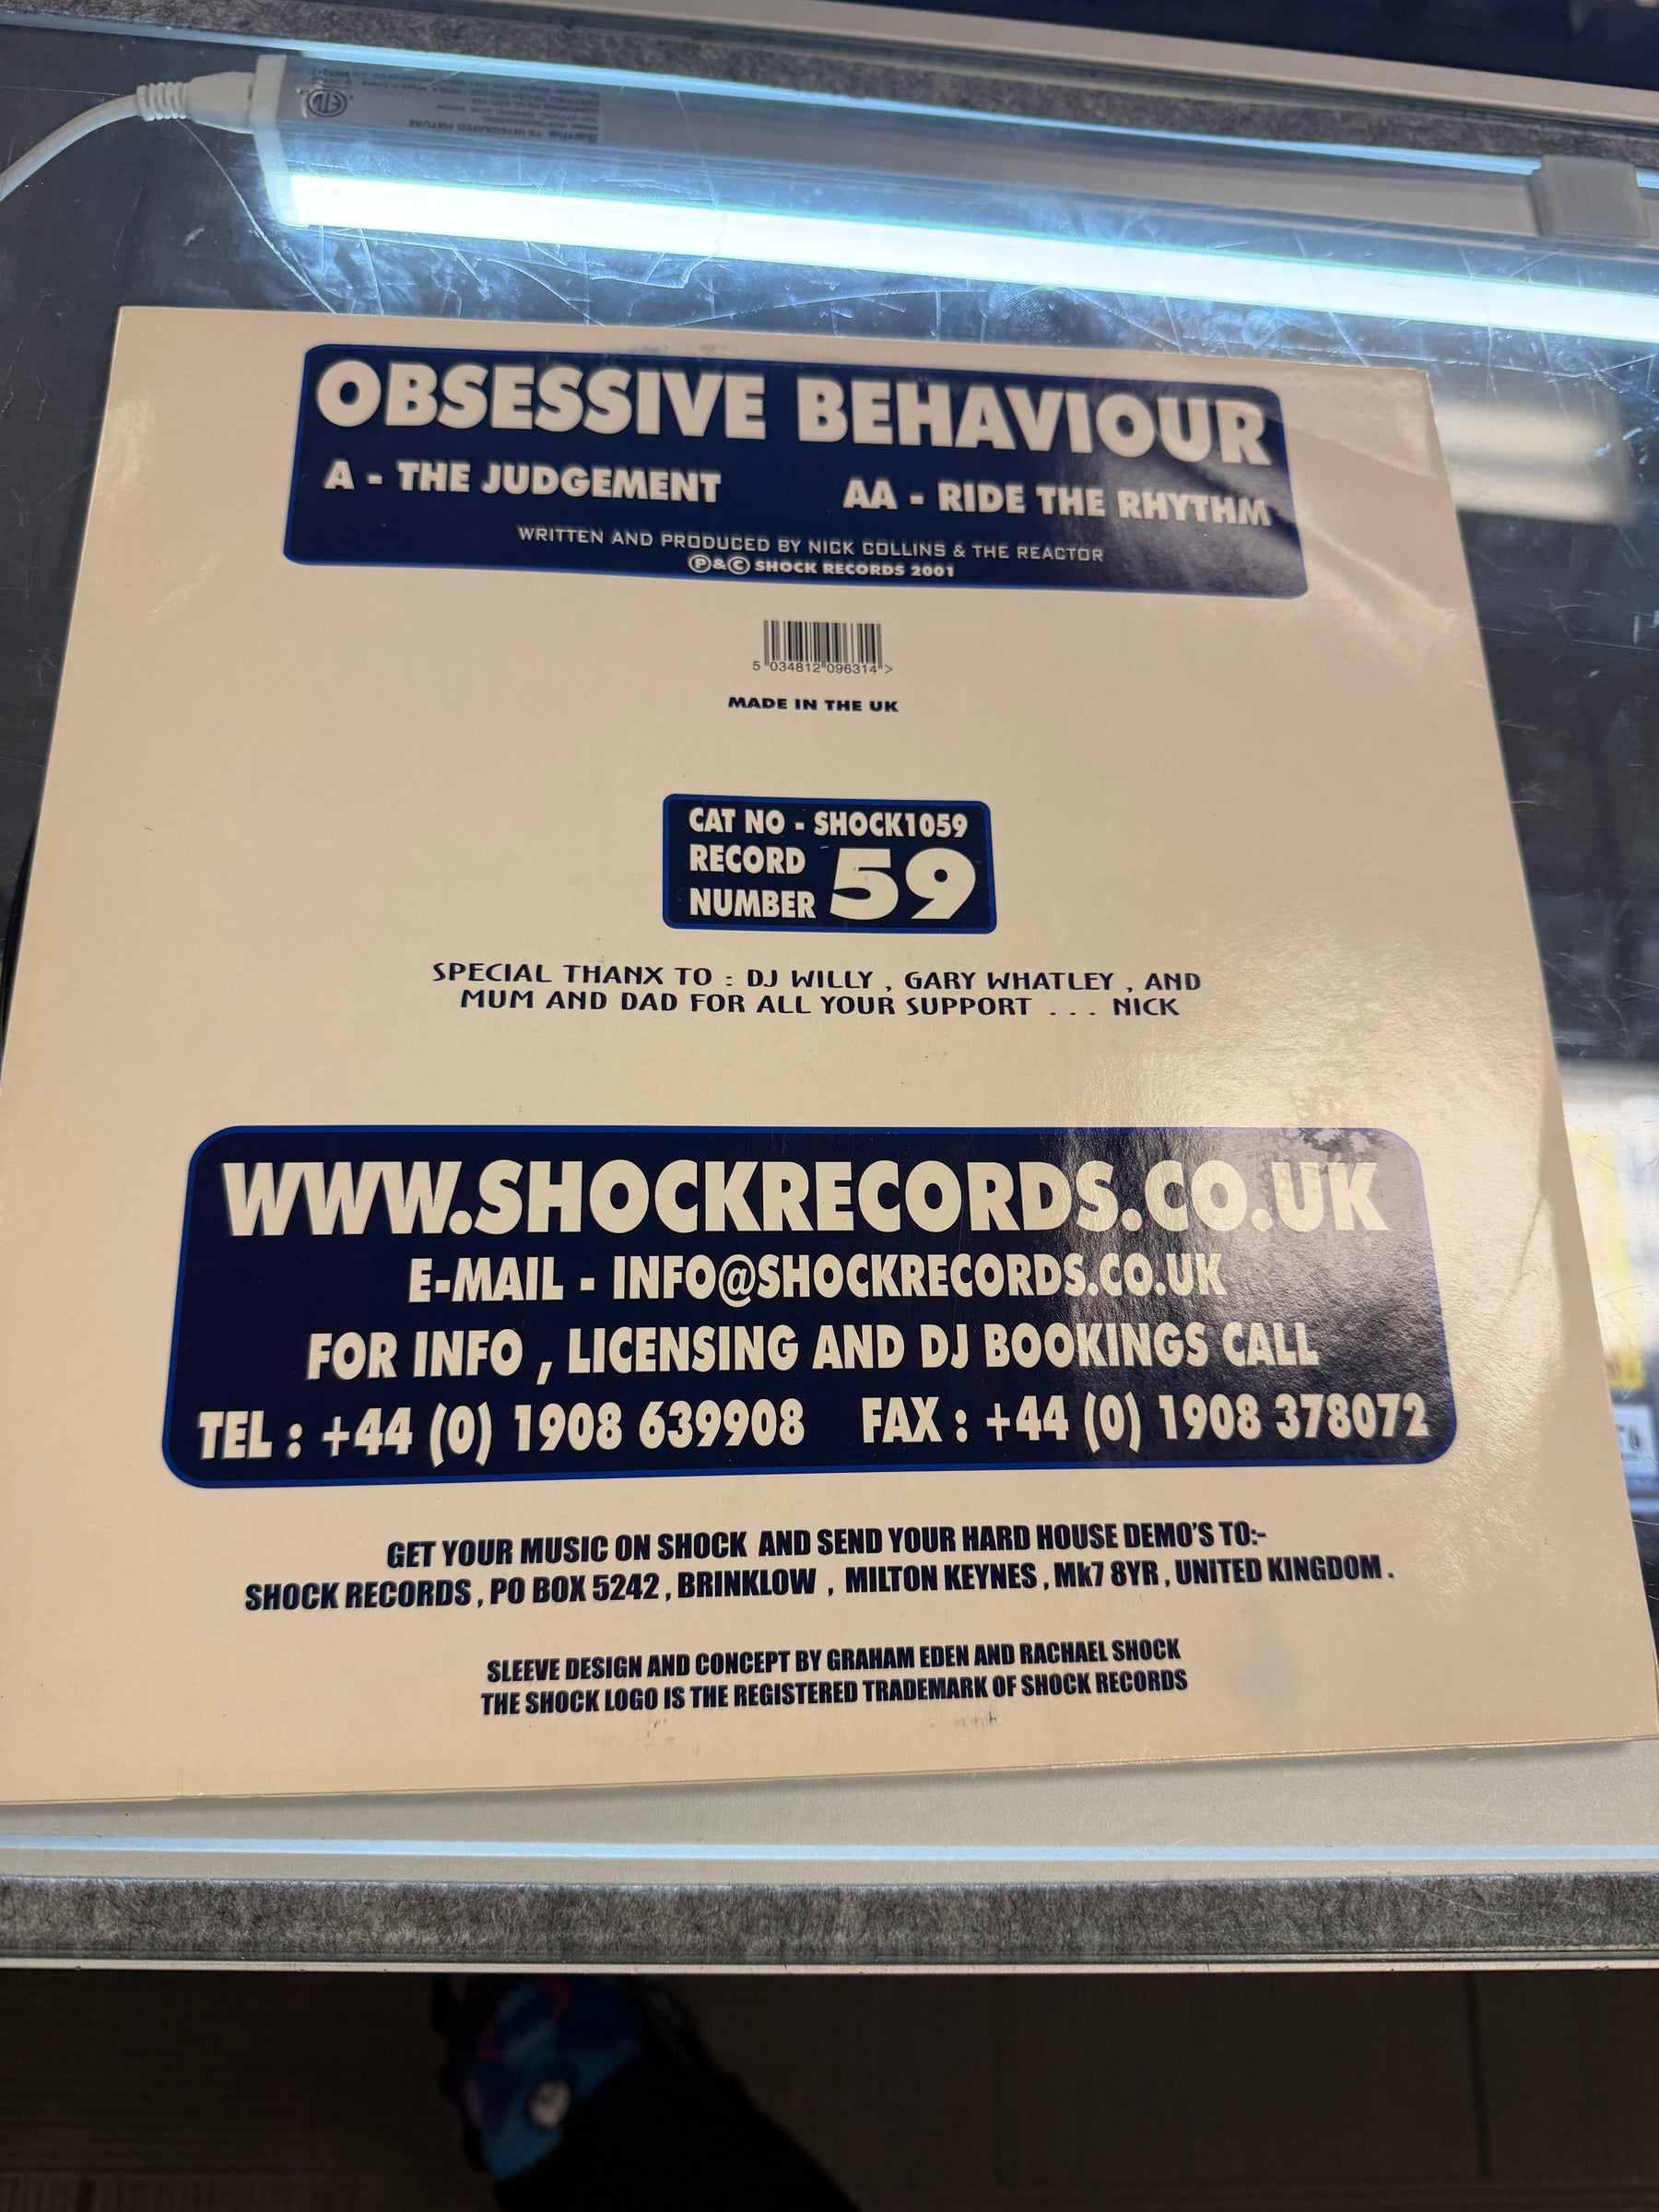 OBSESSIVE BEHAVIOUR
A - THE JUDGEMENT AA - RIDE THE RHYTHM
WRITTEN AND PRODUCED BY NICK COLLINS & THE REACTOR
Ⓟ&© SHOCK RECORDS 2001
5 034812 096314 >
MADE IN THE UK
CAT NO - SHOCK1059
RECORD
NUMBER 59
SPECIAL THANX TO : DJ WILLY , GARY WHATLEY , AND
MUM AND DAD FOR ALL YOUR SUPPORT . . . NICK
WWW.SHOCKRECORDS.CO.UK
E-MAIL - INFO@SHOCKRECORDS.CO.UK
FOR INFO , LICENSING AND DJ BOOKINGS CALL
TEL : +44 (0) 1908 639908 FAX : +44 (0) 1908 378072
GET YOUR MUSIC ON SHOCK AND SEND YOUR HARD HOUSE DEMO'S TO:-
SHOCK RECORDS , PO BOX 5242 , BRINKLOW , MILTON KEYNES , Mk7 8YR , UNITED KINGDOM .
SLEEVE DESIGN AND CONCEPT BY GRAHAM EDEN AND RACHAEL SHOCK
THE SHOCK LOGO IS THE REGISTERED TRADEMARK OF SHOCK RECORDS